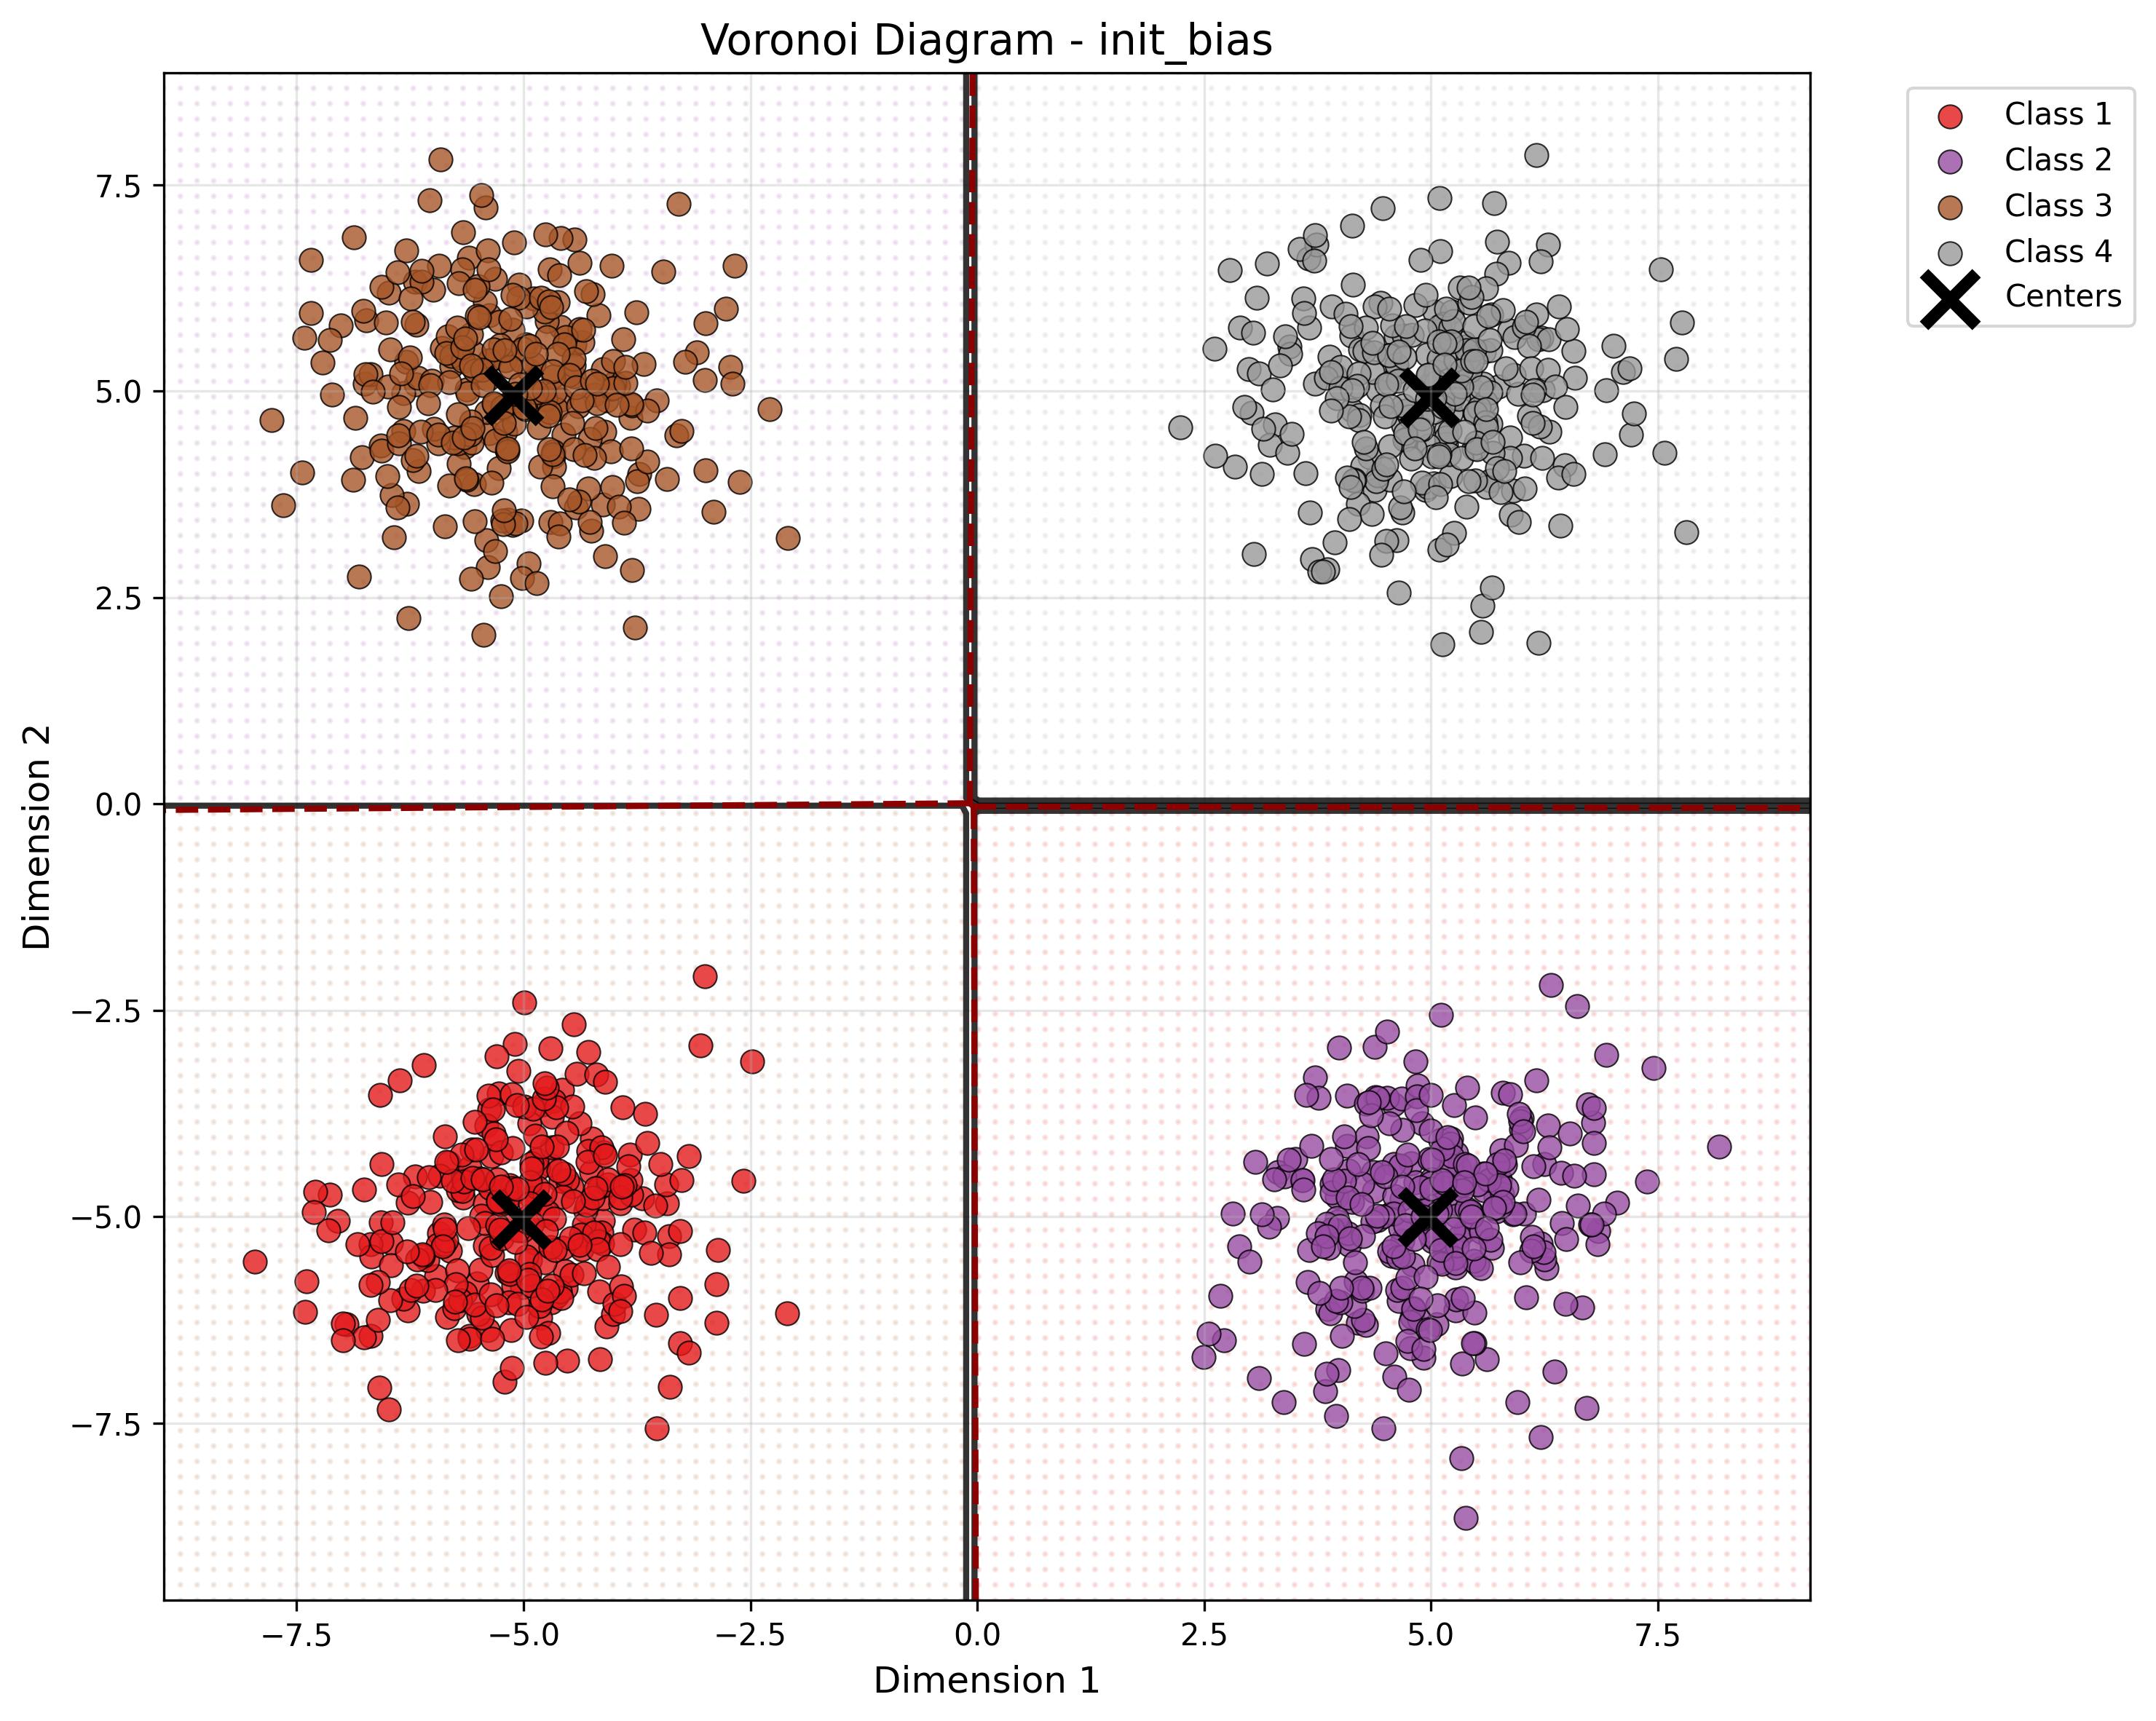 Voronoi Diagram - init_bias
Class 1
Class 2
Class 3
Class 4
Centers
7.5
5.0
2.5
0.0
−2.5
−5.0
−7.5
Dimension 2
−7.5
−5.0
−2.5
0.0
2.5
5.0
7.5
Dimension 1